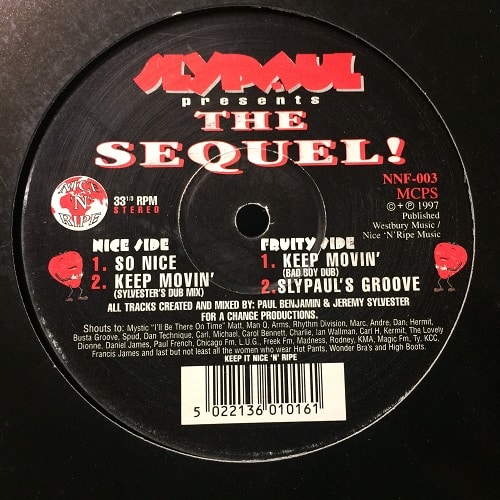 SLYPAUL
presents
THE
SEQUEL!
NICE
'N'
RIPE
33 1/3 RPM
STEREO
NNF-003
MCPS
© + ℗ 1997
Published
Westbury Music /
Nice 'N'Ripe Music
NICE SIDE
1. SO NICE
2. KEEP MOVIN'
(SYLVESTER'S DUB MIX)
FRUITY SIDE
1. KEEP MOVIN'
(BAD BOY DUB)
2. SLYPAUL'S GROOVE
ALL TRACKS CREATED AND MIXED BY: PAUL BENJAMIN & JEREMY SYLVESTER
FOR A CHANGE PRODUCTIONS.
Shouts to: Mystic "I'll Be There On Time" Matt, Man Q, Arms, Rhythm Division, Marc, Andre, Dan, Hermit,
Busta Groove, Spud, Dan Technique, Carl, Michael, Carol Bennett, Charlie, Ian Wallman, Carl H, Kermit, The Lovely
Dionne, Daniel James, Paul French, Chicago Fm, L.U.G., Freek Fm, Madness, Rodney, KMA, Magic Fm, Ty, KCC,
Francis James and last but not least all the women who wear Hot Pants, Wonder Bra's and High Boots.
KEEP IT NICE 'N' RIPE
5 022136 010161